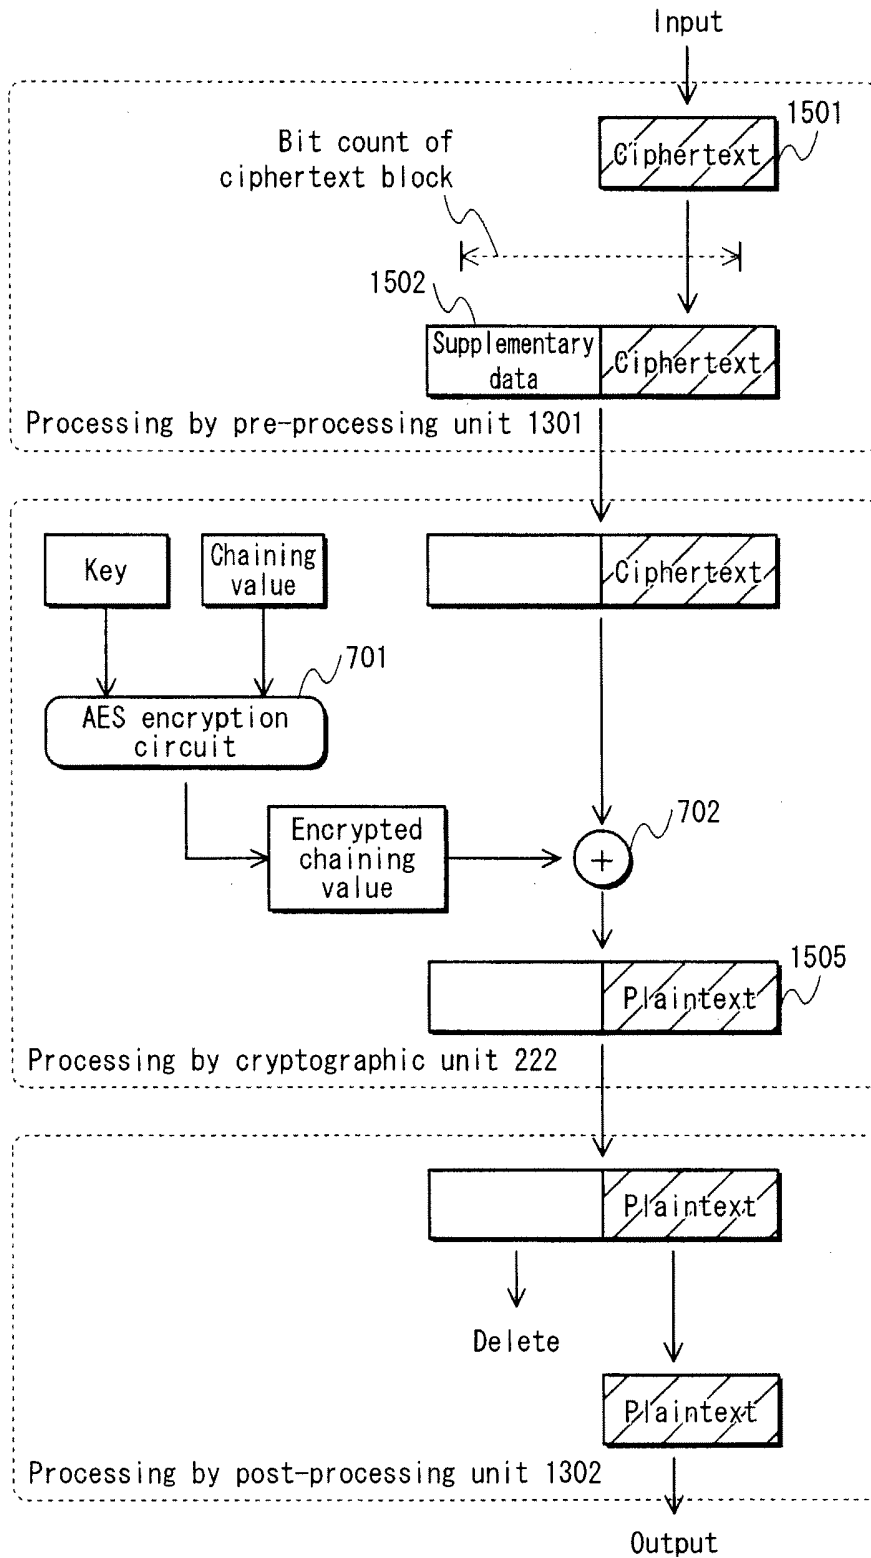 Input
1501
Ciphertext
Bit count of
ciphertext block
1502
Supplementary
data
Ciphertext
Processing by pre-processing unit 1301
Key
Chaining
value
Ciphertext
701
AES encryption
circuit
702
Encrypted
chaining
value
+
1505
Plaintext
Processing by cryptographic unit 222
Plaintext
Delete
Plaintext
Processing by post-processing unit 1302
Output